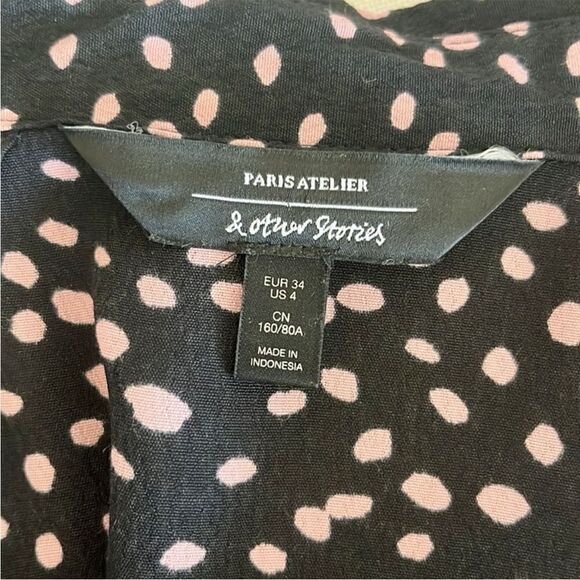 PARIS ATELIER
& other Stories
EUR 34
US 4
CN
160/80A
MADE IN
INDONESIA